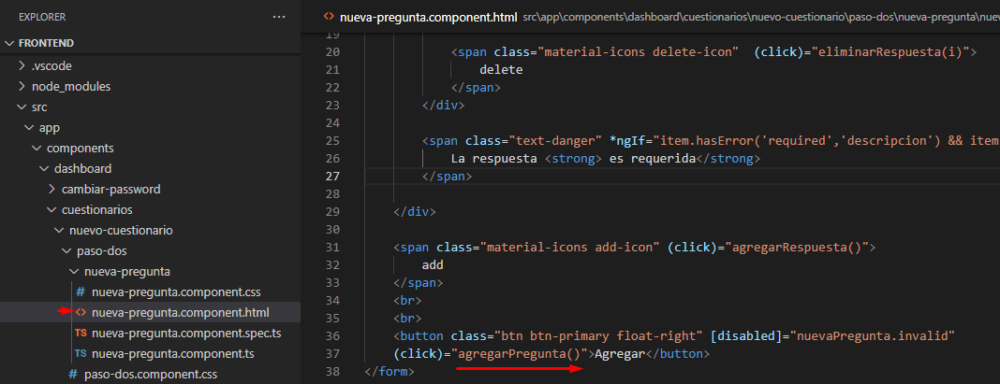 EXPLORER
FRONTEND
.vscode
node_modules
src
app
components
dashboard
cambiar-password
cuestionarios
nuevo-cuestionario
paso-dos
nueva-pregunta
# nueva-pregunta.component.css
<> nueva-pregunta.component.html
TS nueva-pregunta.component.spec.ts
TS nueva-pregunta.component.ts
# paso-dos.component.css
<> nueva-pregunta.component.html src\app\components\dashboard\cuestionarios\nuevo-cuestionario\paso-dos\nueva-pregunta\nuev
19
20 <span class="material-icons delete-icon"  (click)="eliminarRespuesta(i)">
21 delete
22 </span>
23 </div>
24
25 <span class="text-danger" *ngIf="item.hasError('required','descripcion') && item
26 La respuesta <strong> es requerida</strong>
27 </span>
28
29 </div>
30
31 <span class="material-icons add-icon" (click)="agregarRespuesta()">
32 add
33 </span>
34 <br>
35 <br>
36 <button class="btn btn-primary float-right" [disabled]="nuevaPregunta.invalid"
37 (click)="agregarPregunta()">Agregar</button>
38 </form>